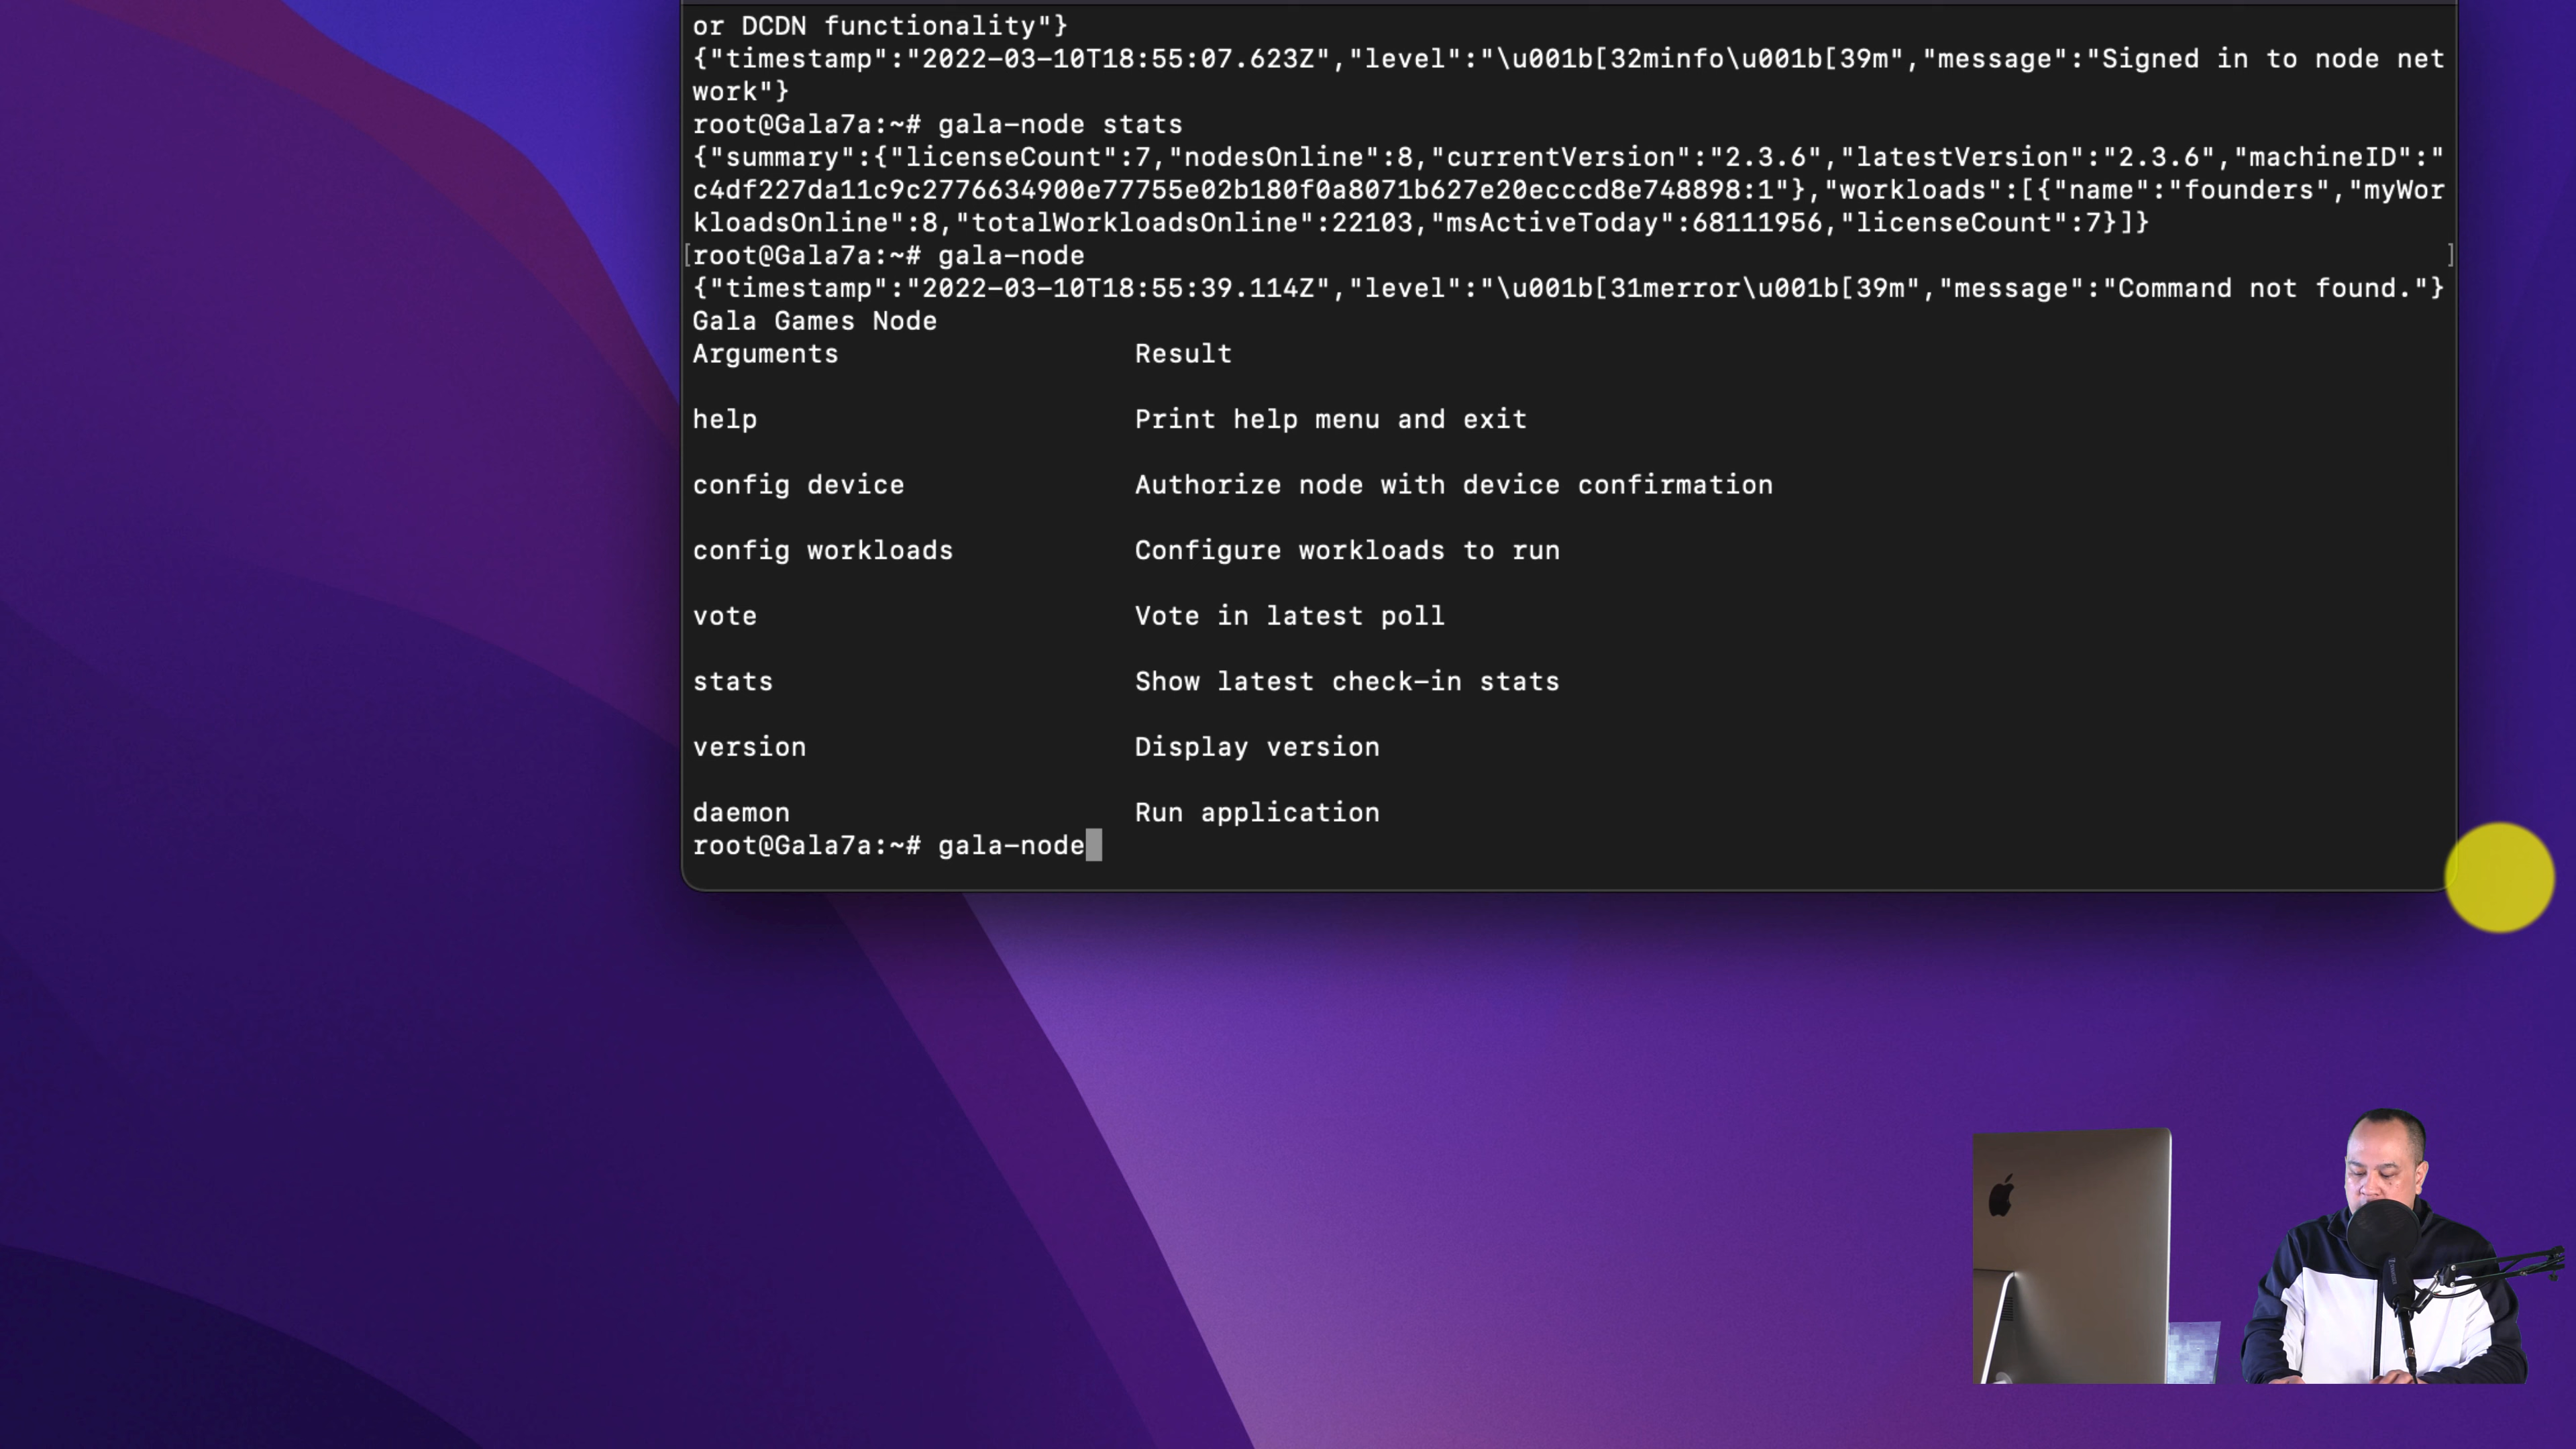 or DCDN functionality"}
{"timestamp":"2022-03-10T18:55:07.623Z","level":"\u001b[32minfo\u001b[39m","message":"Signed in to node net
work"}
root@Gala7a:~# gala-node stats
{"summary":{"licenseCount":7,"nodesOnline":8,"currentVersion":"2.3.6","latestVersion":"2.3.6","machineID":"
c4df227da11c9c2776634900e77755e02b180f0a8071b627e20ecccd8e748898:1"},"workloads":[{"name":"founders","myWor
kloadsOnline":8,"totalWorkloadsOnline":22103,"msActiveToday":68111956,"licenseCount":7}]}
[root@Gala7a:~# gala-node ]
{"timestamp":"2022-03-10T18:55:39.114Z","level":"\u001b[31merror\u001b[39m","message":"Command not found."}
Gala Games Node
Arguments Result
help Print help menu and exit
config device Authorize node with device confirmation
config workloads Configure workloads to run
vote Vote in latest poll
stats Show latest check-in stats
version Display version
daemon Run application
root@Gala7a:~# gala-node